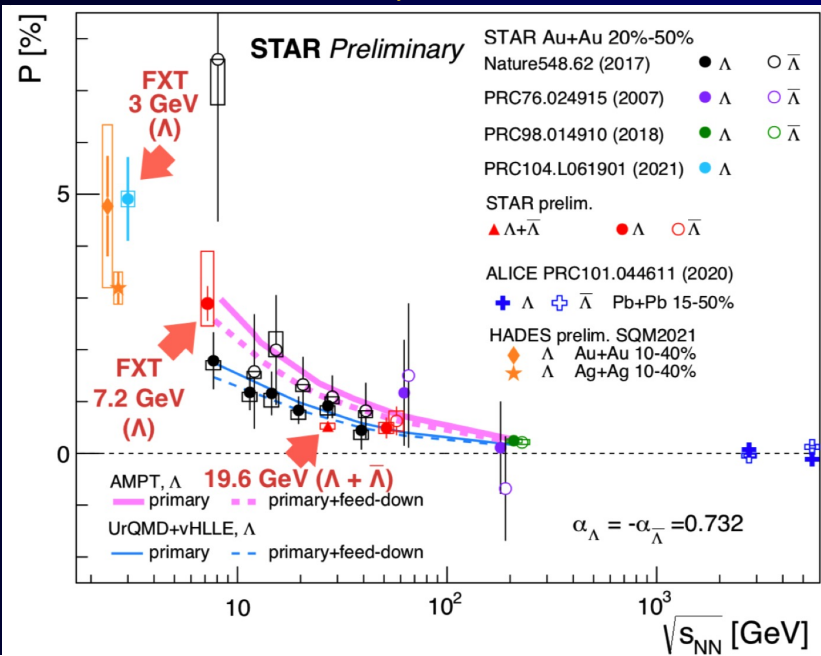 P [%]
STAR Preliminary
FXT
3 GeV
(Λ)
STAR Au+Au 20%-50%
Nature548.62 (2017) Λ Λ̅
PRC76.024915 (2007) Λ Λ̅
PRC98.014910 (2018) Λ Λ̅
PRC104.L061901 (2021) Λ
STAR prelim.
Λ+Λ̅ Λ Λ̅
ALICE PRC101.044611 (2020)
Λ Λ̅ Pb+Pb 15-50%
HADES prelim. SQM2021
Λ Au+Au 10-40%
Λ Ag+Ag 10-40%
5
FXT
7.2 GeV
(Λ)
0
19.6 GeV (Λ + Λ̅)
AMPT, Λ
primary primary+feed-down
UrQMD+vHLLE, Λ
primary primary+feed-down
α_Λ = -α_Λ̅ =0.732
10 10² 10³
√s_NN [GeV]